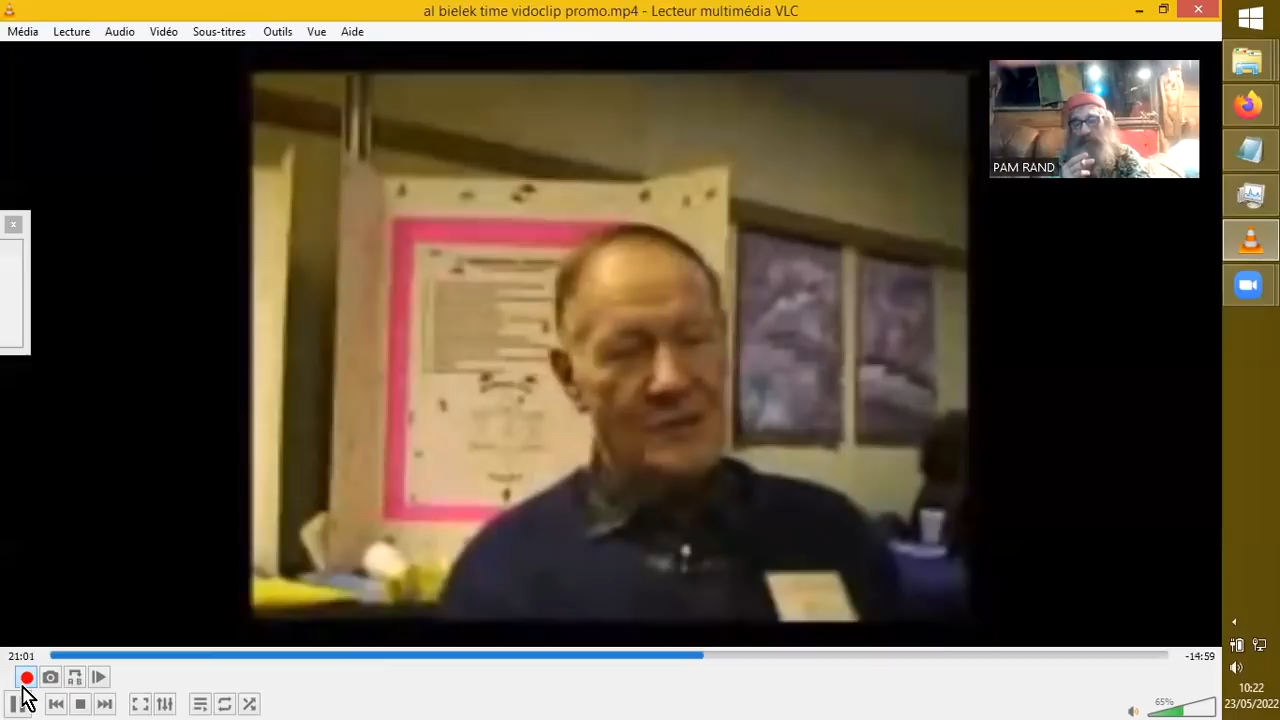 al bielek time vidoclip promo.mp4 - Lecteur multimédia VLC
Média Lecture Audio Vidéo Sous-titres Outils Vue Aide
PAM RAND
21:01
-14:59
A B
65%
10:22
23/05/2022